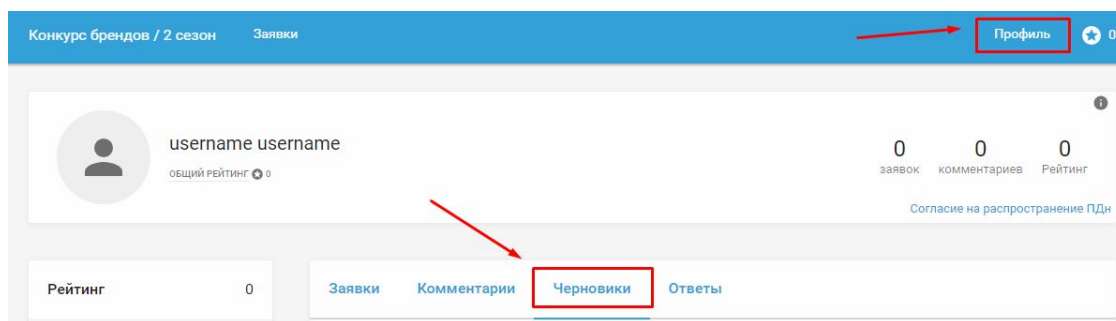 Конкурс брендов / 2 сезон Заявки Профиль 0
username username
ОБЩИЙ РЕЙТИНГ 0
0 0 0
заявок комментариев Рейтинг
Согласие на распространение ПДн
Рейтинг 0 Заявки Комментарии Черновики Ответы